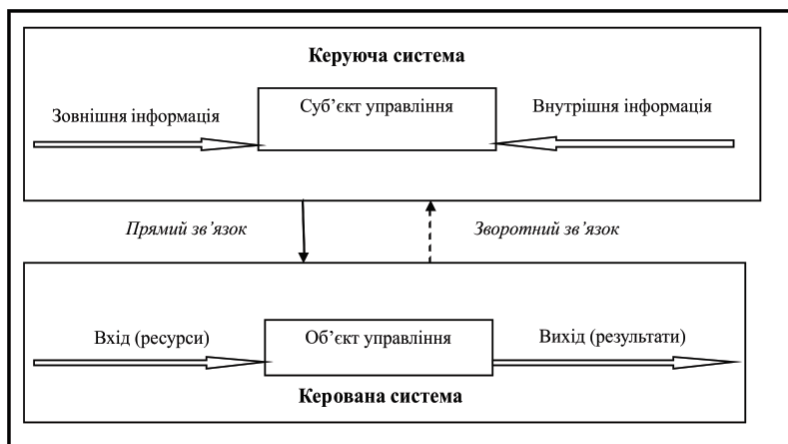 Керуюча система
Суб’єкт управління
Зовнішня інформація
Внутрішня інформація
Прямий зв’язок
Зворотний зв’язок
Вхід (ресурси)
Об’єкт управління
Вихід (результати)
Керована система